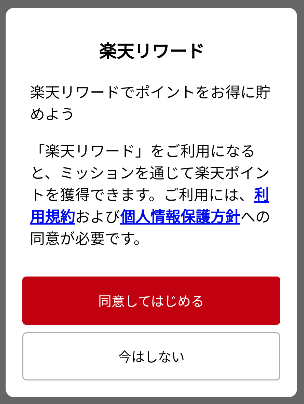 楽天リワード
楽天リワードでポイントをお得に貯
めよう
「楽天リワード」をご利用になる
と、ミッションを通じて楽天ポイン
トを獲得できます。ご利用には、利
用規約および個人情報保護方針への
同意が必要です。
同意してはじめる
今はしない